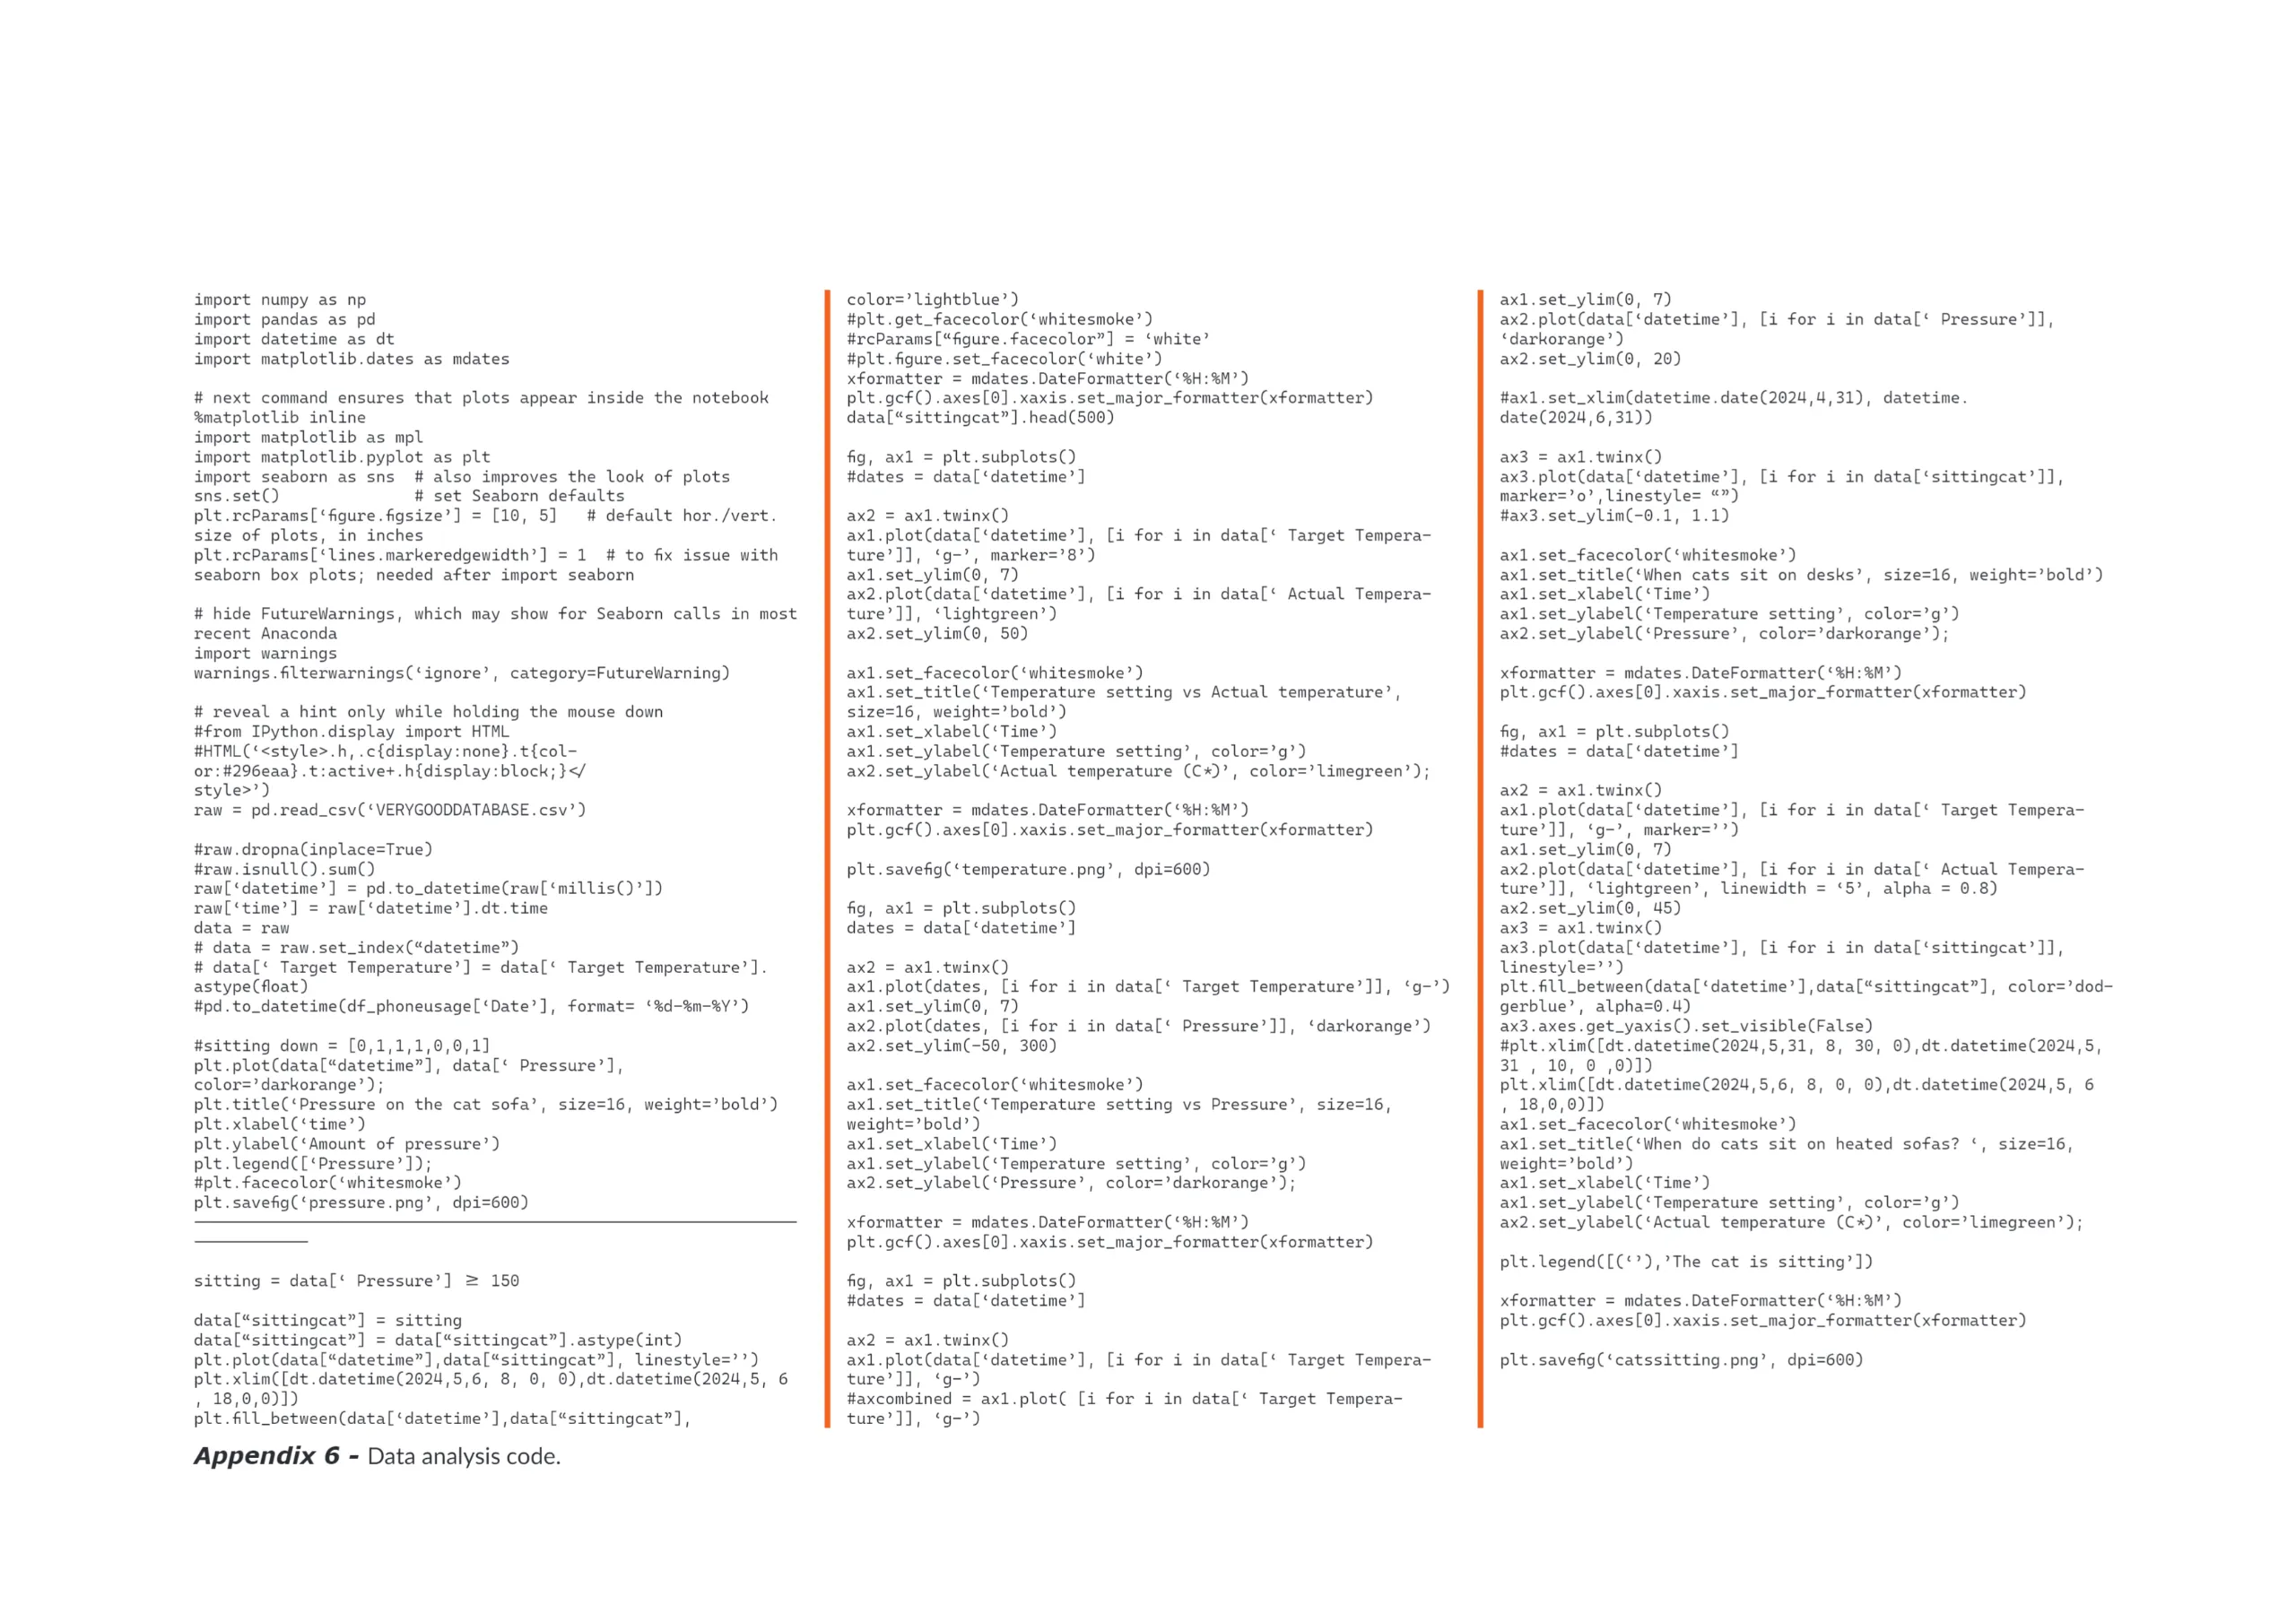 import numpy as np
import pandas as pd
import datetime as dt
import matplotlib.dates as mdates

# next command ensures that plots appear inside the notebook
%matplotlib inline
import matplotlib as mpl
import matplotlib.pyplot as plt
import seaborn as sns  # also improves the look of plots
sns.set()              # set Seaborn defaults
plt.rcParams[‘figure.figsize’] = [10, 5]   # default hor./vert.
size of plots, in inches
plt.rcParams[‘lines.markeredgewidth’] = 1  # to fix issue with
seaborn box plots; needed after import seaborn

# hide FutureWarnings, which may show for Seaborn calls in most
recent Anaconda
import warnings
warnings.filterwarnings(‘ignore’, category=FutureWarning)

# reveal a hint only while holding the mouse down
#from IPython.display import HTML
#HTML(‘<style>.h,.c{display:none}.t{col-
or:#296eaa}.t:active+.h{display:block;}</
style>’)
raw = pd.read_csv(‘VERYGOODDATABASE.csv’)

#raw.dropna(inplace=True)
#raw.isnull().sum()
raw[‘datetime’] = pd.to_datetime(raw[‘millis()’])
raw[‘time’] = raw[‘datetime’].dt.time
data = raw
# data = raw.set_index(“datetime”)
# data[‘ Target Temperature’] = data[‘ Target Temperature’].
astype(float)
#pd.to_datetime(df_phoneusage[‘Date’], format= ‘%d-%m-%Y’)

#sitting down = [0,1,1,1,0,0,1]
plt.plot(data[“datetime”], data[‘ Pressure’],
color=’darkorange’);
plt.title(‘Pressure on the cat sofa’, size=16, weight=’bold’)
plt.xlabel(‘time’)
plt.ylabel(‘Amount of pressure’)
plt.legend([‘Pressure’]);
#plt.facecolor(‘whitesmoke’)
plt.savefig(‘pressure.png’, dpi=600)

sitting = data[‘ Pressure’] ≥ 150

data[“sittingcat”] = sitting
data[“sittingcat”] = data[“sittingcat”].astype(int)
plt.plot(data[“datetime”],data[“sittingcat”], linestyle=’’)
plt.xlim([dt.datetime(2024,5,6, 8, 0, 0),dt.datetime(2024,5, 6
, 18,0,0)])
plt.fill_between(data[‘datetime’],data[“sittingcat”],
color=’lightblue’)
#plt.get_facecolor(‘whitesmoke’)
#rcParams[“figure.facecolor”] = ‘white’
#plt.figure.set_facecolor(‘white’)
xformatter = mdates.DateFormatter(‘%H:%M’)
plt.gcf().axes[0].xaxis.set_major_formatter(xformatter)
data[“sittingcat”].head(500)

fig, ax1 = plt.subplots()
#dates = data[‘datetime’]

ax2 = ax1.twinx()
ax1.plot(data[‘datetime’], [i for i in data[‘ Target Tempera-
ture’]], ‘g-’, marker=’8’)
ax1.set_ylim(0, 7)
ax2.plot(data[‘datetime’], [i for i in data[‘ Actual Tempera-
ture’]], ‘lightgreen’)
ax2.set_ylim(0, 50)

ax1.set_facecolor(‘whitesmoke’)
ax1.set_title(‘Temperature setting vs Actual temperature’,
size=16, weight=’bold’)
ax1.set_xlabel(‘Time’)
ax1.set_ylabel(‘Temperature setting’, color=’g’)
ax2.set_ylabel(‘Actual temperature (C*)’, color=’limegreen’);

xformatter = mdates.DateFormatter(‘%H:%M’)
plt.gcf().axes[0].xaxis.set_major_formatter(xformatter)

plt.savefig(‘temperature.png’, dpi=600)

fig, ax1 = plt.subplots()
dates = data[‘datetime’]

ax2 = ax1.twinx()
ax1.plot(dates, [i for i in data[‘ Target Temperature’]], ‘g-’)
ax1.set_ylim(0, 7)
ax2.plot(dates, [i for i in data[‘ Pressure’]], ‘darkorange’)
ax2.set_ylim(-50, 300)

ax1.set_facecolor(‘whitesmoke’)
ax1.set_title(‘Temperature setting vs Pressure’, size=16,
weight=’bold’)
ax1.set_xlabel(‘Time’)
ax1.set_ylabel(‘Temperature setting’, color=’g’)
ax2.set_ylabel(‘Pressure’, color=’darkorange’);

xformatter = mdates.DateFormatter(‘%H:%M’)
plt.gcf().axes[0].xaxis.set_major_formatter(xformatter)

fig, ax1 = plt.subplots()
#dates = data[‘datetime’]

ax2 = ax1.twinx()
ax1.plot(data[‘datetime’], [i for i in data[‘ Target Tempera-
ture’]], ‘g-’)
#axcombined = ax1.plot( [i for i in data[‘ Target Tempera-
ture’]], ‘g-’)
ax1.set_ylim(0, 7)
ax2.plot(data[‘datetime’], [i for i in data[‘ Pressure’]],
‘darkorange’)
ax2.set_ylim(0, 20)

#ax1.set_xlim(datetime.date(2024,4,31), datetime.
date(2024,6,31))

ax3 = ax1.twinx()
ax3.plot(data[‘datetime’], [i for i in data[‘sittingcat’]],
marker=’o’,linestyle= “”)
#ax3.set_ylim(-0.1, 1.1)

ax1.set_facecolor(‘whitesmoke’)
ax1.set_title(‘When cats sit on desks’, size=16, weight=’bold’)
ax1.set_xlabel(‘Time’)
ax1.set_ylabel(‘Temperature setting’, color=’g’)
ax2.set_ylabel(‘Pressure’, color=’darkorange’);

xformatter = mdates.DateFormatter(‘%H:%M’)
plt.gcf().axes[0].xaxis.set_major_formatter(xformatter)

fig, ax1 = plt.subplots()
#dates = data[‘datetime’]

ax2 = ax1.twinx()
ax1.plot(data[‘datetime’], [i for i in data[‘ Target Tempera-
ture’]], ‘g-’, marker=’’)
ax1.set_ylim(0, 7)
ax2.plot(data[‘datetime’], [i for i in data[‘ Actual Tempera-
ture’]], ‘lightgreen’, linewidth = ‘5’, alpha = 0.8)
ax2.set_ylim(0, 45)
ax3 = ax1.twinx()
ax3.plot(data[‘datetime’], [i for i in data[‘sittingcat’]],
linestyle=’’)
plt.fill_between(data[‘datetime’],data[“sittingcat”], color=’dod-
gerblue’, alpha=0.4)
ax3.axes.get_yaxis().set_visible(False)
#plt.xlim([dt.datetime(2024,5,31, 8, 30, 0),dt.datetime(2024,5,
31 , 10, 0 ,0)])
plt.xlim([dt.datetime(2024,5,6, 8, 0, 0),dt.datetime(2024,5, 6
, 18,0,0)])
ax1.set_facecolor(‘whitesmoke’)
ax1.set_title(‘When do cats sit on heated sofas? ‘, size=16,
weight=’bold’)
ax1.set_xlabel(‘Time’)
ax1.set_ylabel(‘Temperature setting’, color=’g’)
ax2.set_ylabel(‘Actual temperature (C*)’, color=’limegreen’);

plt.legend([(‘’),’The cat is sitting’])

xformatter = mdates.DateFormatter(‘%H:%M’)
plt.gcf().axes[0].xaxis.set_major_formatter(xformatter)

plt.savefig(‘catssitting.png’, dpi=600)
Appendix 6 - Data analysis code.